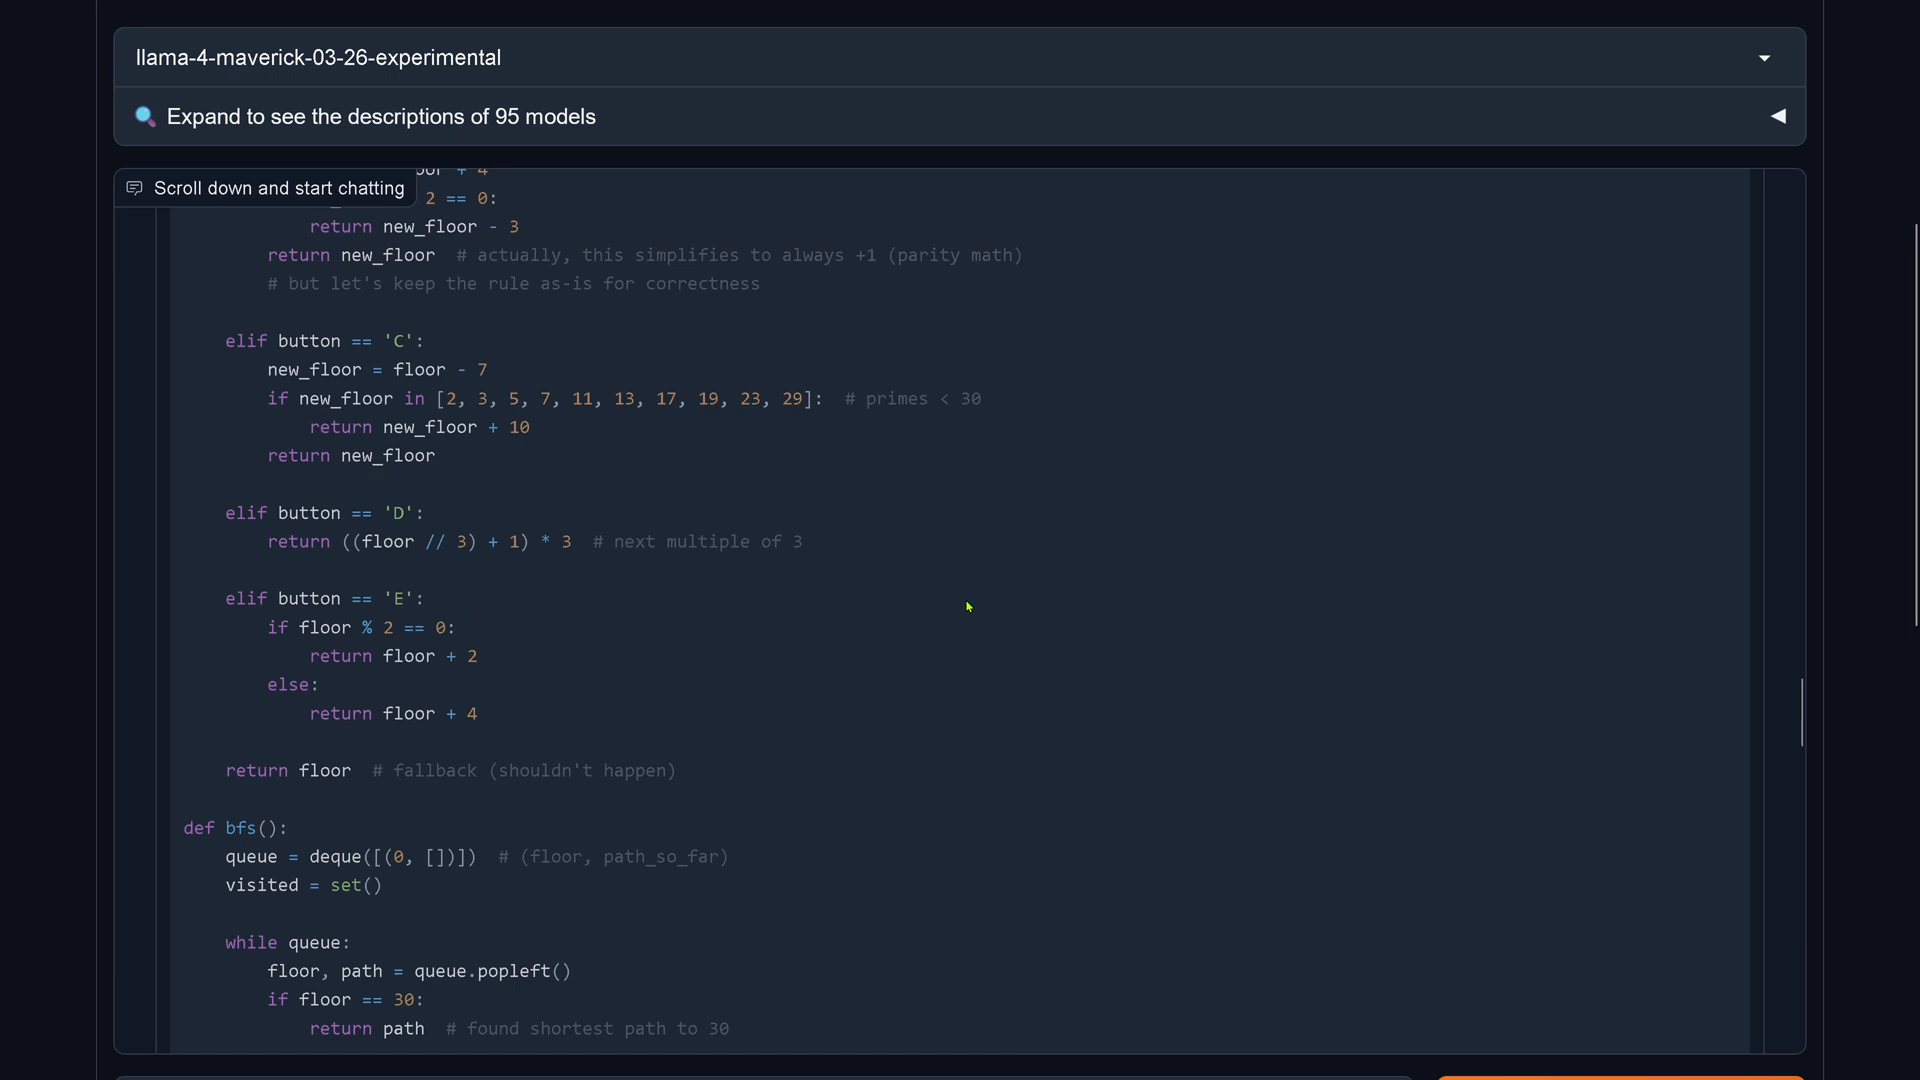 llama-4-maverick-03-26-experimental
Expand to see the descriptions of 95 models
Scroll down and start chatting
+ 4
2 == 0:
return new_floor - 3
return new_floor  # actually, this simplifies to always +1 (parity math)
# but let's keep the rule as-is for correctness
elif button == 'C':
new_floor = floor - 7
if new_floor in [2, 3, 5, 7, 11, 13, 17, 19, 23, 29]:  # primes < 30
return new_floor + 10
return new_floor
elif button == 'D':
return ((floor // 3) + 1) * 3  # next multiple of 3
elif button == 'E':
if floor % 2 == 0:
return floor + 2
else:
return floor + 4
return floor  # fallback (shouldn't happen)
def bfs():
queue = deque([(0, [])])  # (floor, path_so_far)
visited = set()
while queue:
floor, path = queue.popleft()
if floor == 30:
return path  # found shortest path to 30